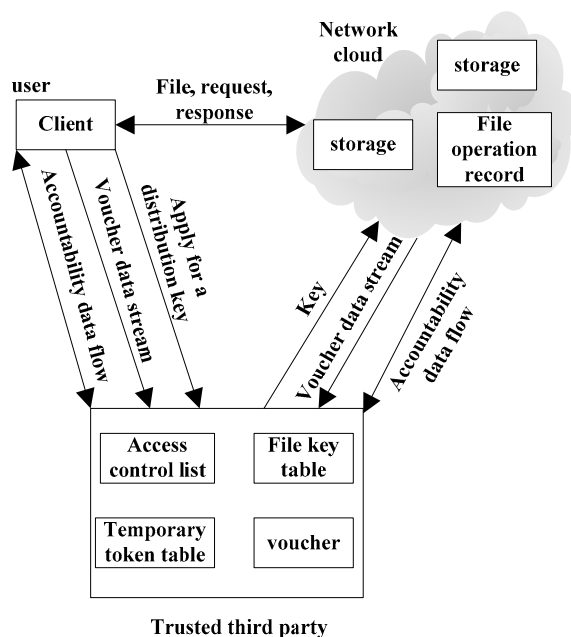 Network
cloud
storage
user
File, request,
response
Client
storage
File
operation
record
Accountability data flow
Voucher data stream
Apply for a
distribution key
Key
Voucher data stream
Accountability
data flow
Access
control list
File key
table
Temporary
token table
voucher
Trusted third party